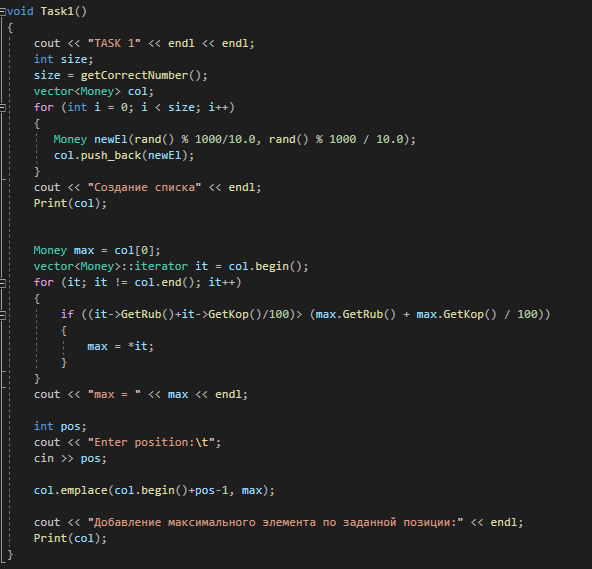 void Task1()
{
cout << "TASK 1" << endl << endl;
int size;
size = getCorrectNumber();
vector<Money> col;
for (int i = 0; i < size; i++)
{
Money newEl(rand() % 1000/10.0, rand() % 1000 / 10.0);
col.push_back(newEl);
}
cout << "Создание списка" << endl;
Print(col);
Money max = col[0];
vector<Money>::iterator it = col.begin();
for (it; it != col.end(); it++)
{
if ((it->GetRub()+it->GetKop()/100)> (max.GetRub() + max.GetKop() / 100))
{
max = *it;
}
}
cout << "max = " << max << endl;
int pos;
cout << "Enter position:\t";
cin >> pos;
col.emplace(col.begin()+pos-1, max);
cout << "Добавление максимального элемента по заданной позиции:" << endl;
Print(col);
}